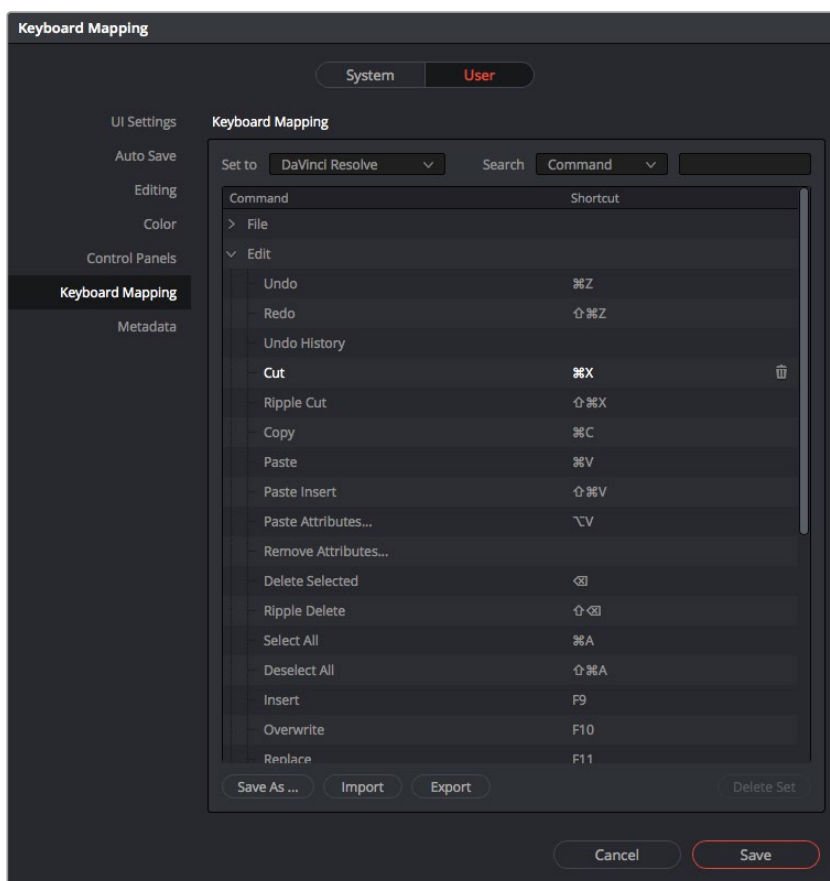 Keyboard Mapping
System User
UI Settings
Auto Save
Editing
Color
Control Panels
Keyboard Mapping
Metadata
Keyboard Mapping
Set to DaVinci Resolve Search Command
Command Shortcut
File
Edit
Undo ⌘Z
Redo ⇧⌘Z
Undo History
Cut ⌘X
Ripple Cut ⇧⌘X
Copy ⌘C
Paste ⌘V
Paste Insert ⇧⌘V
Paste Attributes... ⌥V
Remove Attributes...
Delete Selected ⌫
Ripple Delete ⇧⌫
Select All ⌘A
Deselect All ⇧⌘A
Insert F9
Overwrite F10
Replace F11
Save As ... Import Export Delete Set
Cancel Save